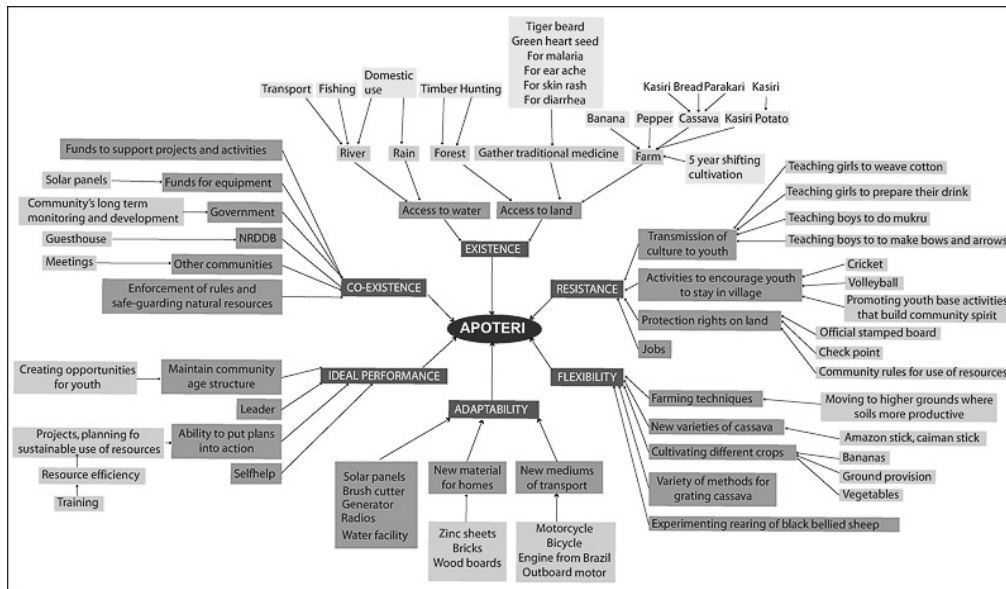 Tiger beard
Green heart seed
For malaria
For ear ache
For skin rash
For diarrhea
Transport
Fishing
Domestic
use
Timber
Hunting
Kasiri
Bread
Parakari
Kasiri
Banana
Pepper
Cassava
Kasiri Potato
River
Rain
Forest
Gather traditional medicine
Farm
5 year shifting
cultivation
Access to water
Access to land
EXISTENCE
Funds to support projects and activities
Solar panels
Funds for equipment
Community's long term
monitoring and development
Government
Guesthouse
NRDDB
Meetings
Other communities
Enforcement of rules and
safe-guarding natural resources
CO-EXISTENCE
Teaching girls to weave cotton
Teaching girls to prepare their drink
Teaching boys to do mukru
Teaching boys to to make bows and arrows
Transmission of
culture to youth
Cricket
Volleyball
Promoting youth base activities
that build community spirit
Activities to encourage youth
to stay in village
Official stamped board
Check point
Community rules for use of resources
Protection rights on land
Jobs
RESISTANCE
APOTERI
Creating opportunities
for youth
Maintain community
age structure
IDEAL PERFORMANCE
Leader
Projects, planning fo
sustainable use of resources
Ability to put plans
into action
Resource efficiency
Training
Selfhelp
ADAPTABILITY
Solar panels
Brush cutter
Generator
Radios
Water facility
New material
for homes
Zinc sheets
Bricks
Wood boards
New mediums
of transport
Motorcycle
Bicycle
Engine from Brazil
Outboard motor
FLEXIBILITY
Farming techniques
Moving to higher grounds where
soils more productive
New varieties of cassava
Amazon stick, caiman stick
Cultivating different crops
Bananas
Ground provision
Vegetables
Variety of methods for
grating cassava
Experimenting rearing of black bellied sheep